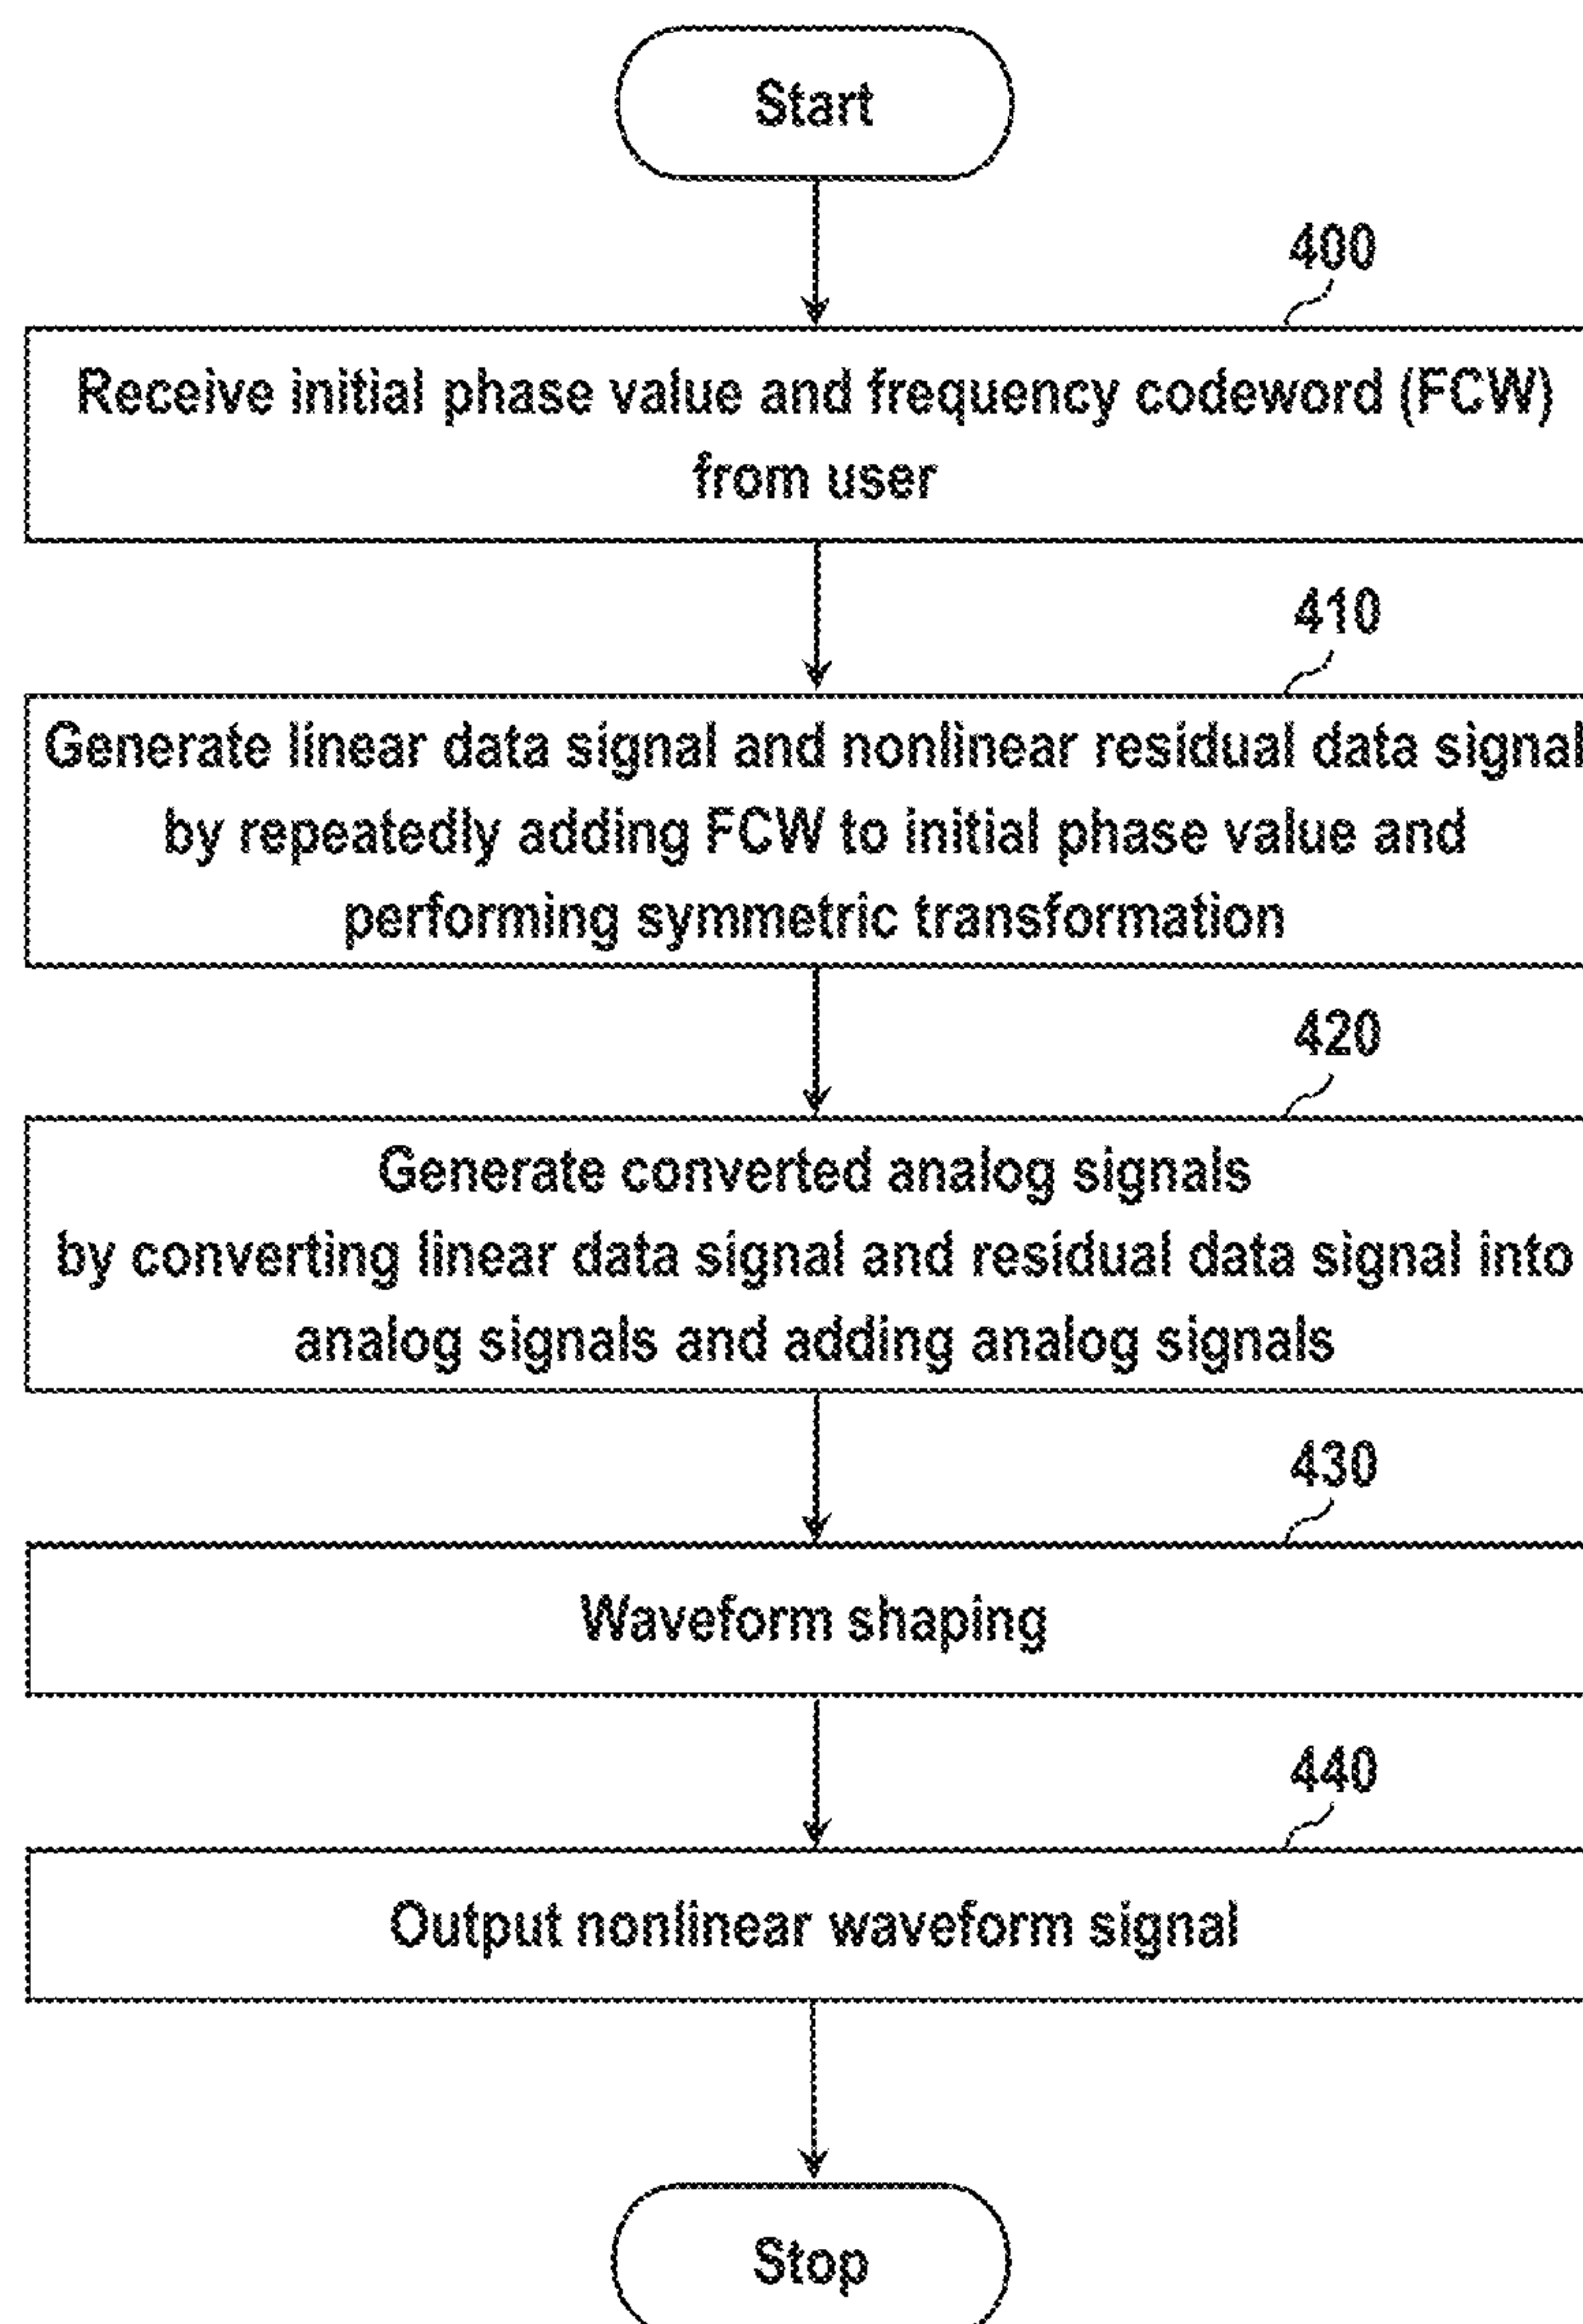 Start
400
Receive initial phase value and frequency codeword (FCW)
from user
410
Generate linear data signal and nonlinear residual data signal
by repeatedly adding FCW to initial phase value and
performing symmetric transformation
420
Generate converted analog signals
by converting linear data signal and residual data signal into
analog signals and adding analog signals
430
Waveform shaping
440
Output nonlinear waveform signal
Stop